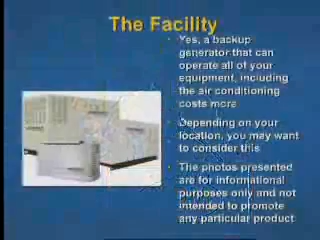 The Facility
Yes, a backup
generator that can
operate all of your
equipment, including
the air conditioning
costs more
Depending on your
location, you may want
to consider this
The photos presented
are for informational
purposes only and not
intended to promote
any particular product